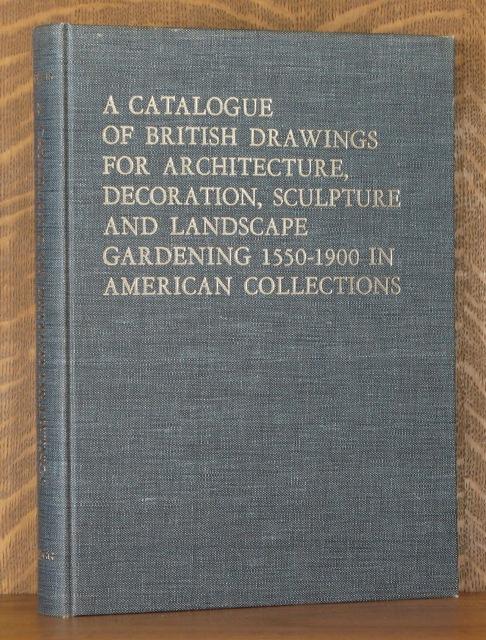 A CATALOGUE
OF BRITISH DRAWINGS
FOR ARCHITECTURE,
DECORATION, SCULPTURE
AND LANDSCAPE
GARDENING 1550-1900 IN
AMERICAN COLLECTIONS